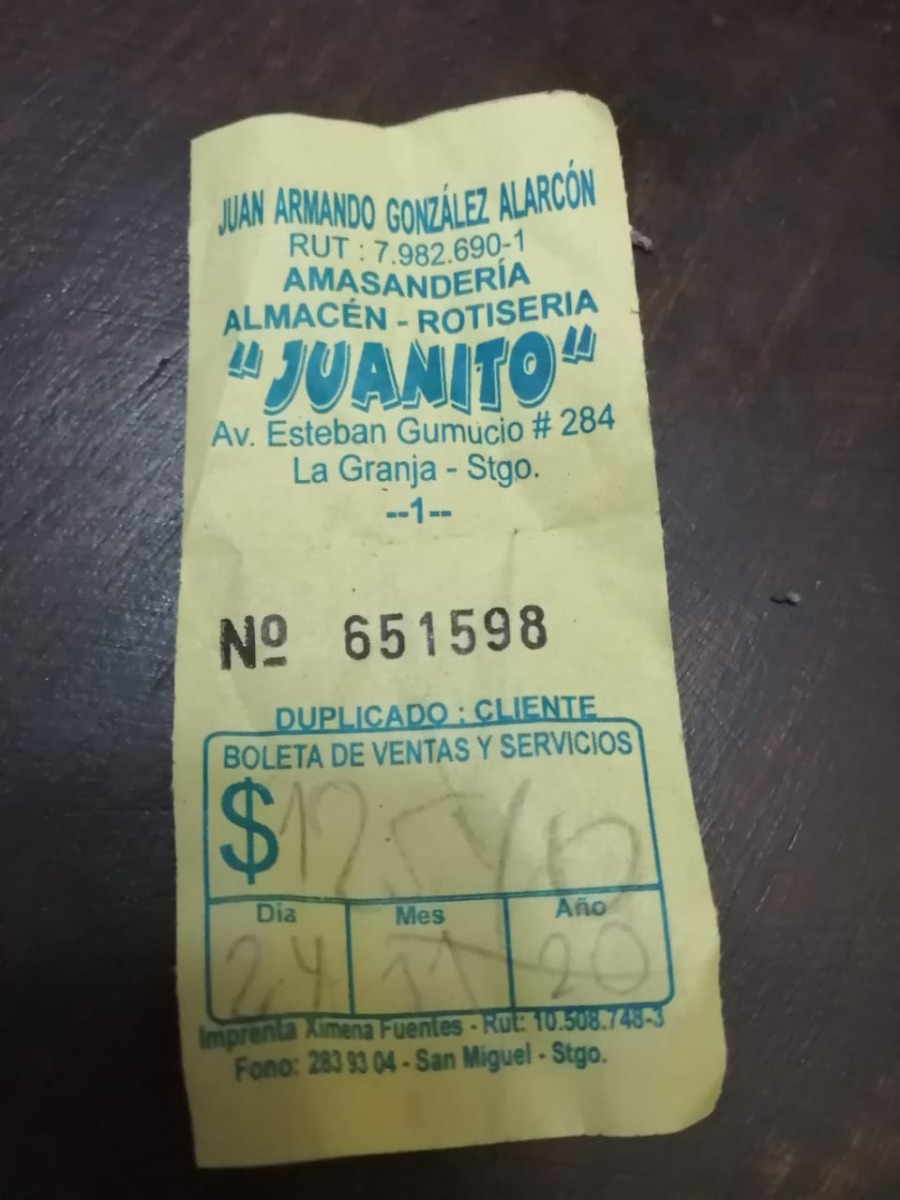 JUAN ARMANDO GONZÁLEZ ALARCÓN
RUT : 7.982.690-1
AMASANDERÍA
ALMACÉN - ROTISERIA
"JUANITO"
Av. Esteban Gumucio # 284
La Granja - Stgo.
--1--
Nº 651598
DUPLICADO : CLIENTE
BOLETA DE VENTAS Y SERVICIOS
$ 12540
Día Mes Año
24 11 20
Imprenta Ximena Fuentes - Rut: 10.508.748-3
Fono: 283 93 04 - San Miguel - Stgo.